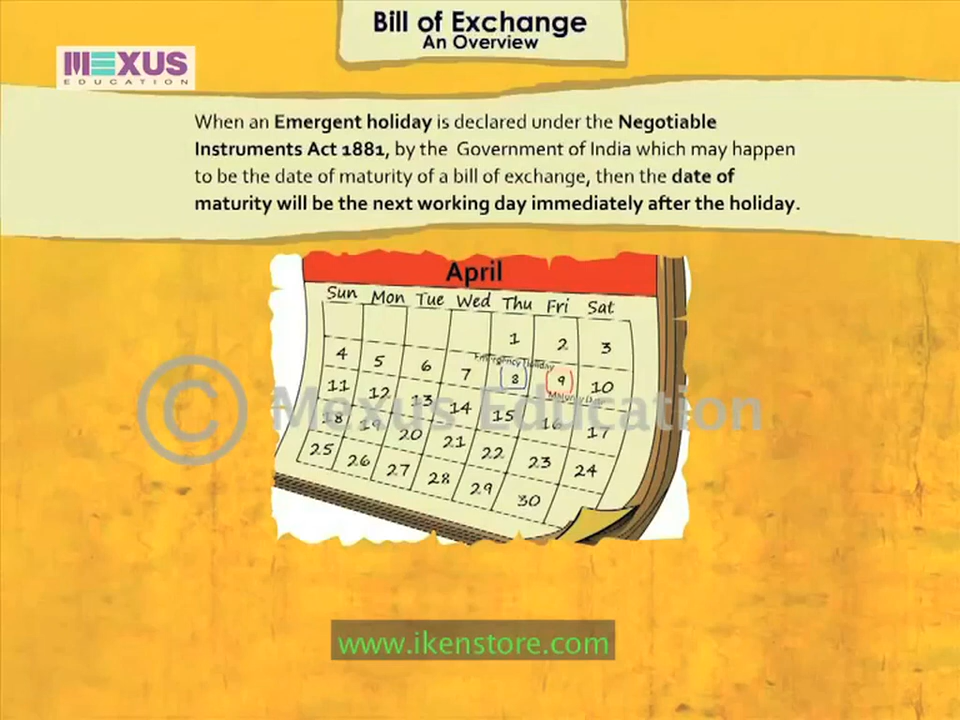 Bill of Exchange
An Overview
MEXUS
EDUCATION
When an Emergent holiday is declared under the Negotiable
Instruments Act 1881, by the Government of India which may happen
to be the date of maturity of a bill of exchange, then the date of
maturity will be the next working day immediately after the holiday.
April
Sun Mon Tue Wed Thu Fri Sat
1 2 3
Emergency Holiday
4 5 6 7 8 9 10
Maturity Date
11 12 13 14 15 16 17
18 19 20 21 22 23 24
25 26 27 28 29 30
© Mexus Education
www.ikenstore.com